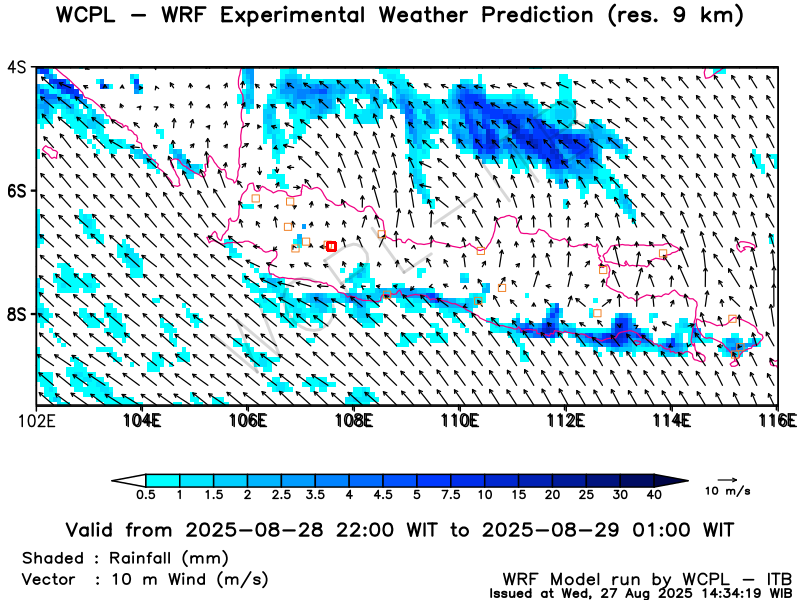 WCPL – WRF Experimental Weather Prediction (res. 9 km)
4S
6S
8S
102E 104E 106E 108E 110E 112E 114E 116E
0.5 1 1.5 2 2.5 3.5 4 4.5 5 7.5 10 15 20 25 30 40
10 m/s
Valid from 2025-08-28 22:00 WIT to 2025-08-29 01:00 WIT
Shaded : Rainfall (mm)
Vector : 10 m Wind (m/s)
WRF Model run by WCPL – ITB
Issued at Wed, 27 Aug 2025 14:34:19 WIB